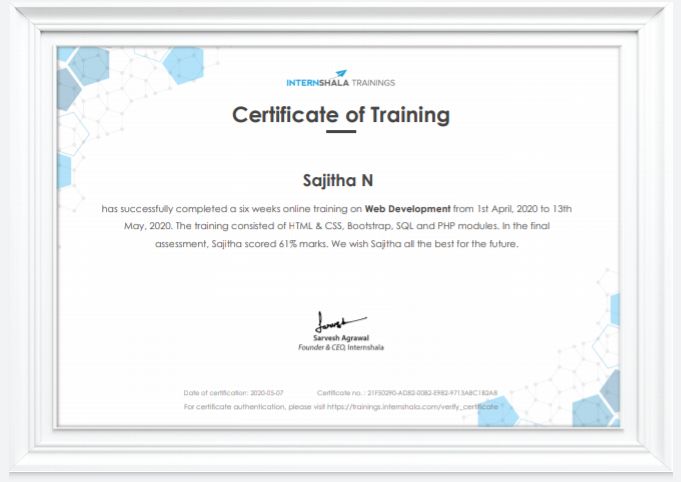 INTERNSHALA TRAININGS
Certificate of Training
Sajitha N
has successfully completed a six weeks online training on Web Development from 1st April, 2020 to 13th
May, 2020. The training consisted of HTML & CSS, Bootstrap, SQL and PHP modules. In the final
assessment, Sajitha scored 61% marks. We wish Sajitha all the best for the future.
Sarvesh Agrawal
Founder & CEO, Internshala
Date of certification: 2020-05-07 Certificate no. : 21F50290-AD82-00B2-E9B2-9713ABC1B2A8
For certificate authentication, please visit https://trainings.internshala.com/verify_certificate